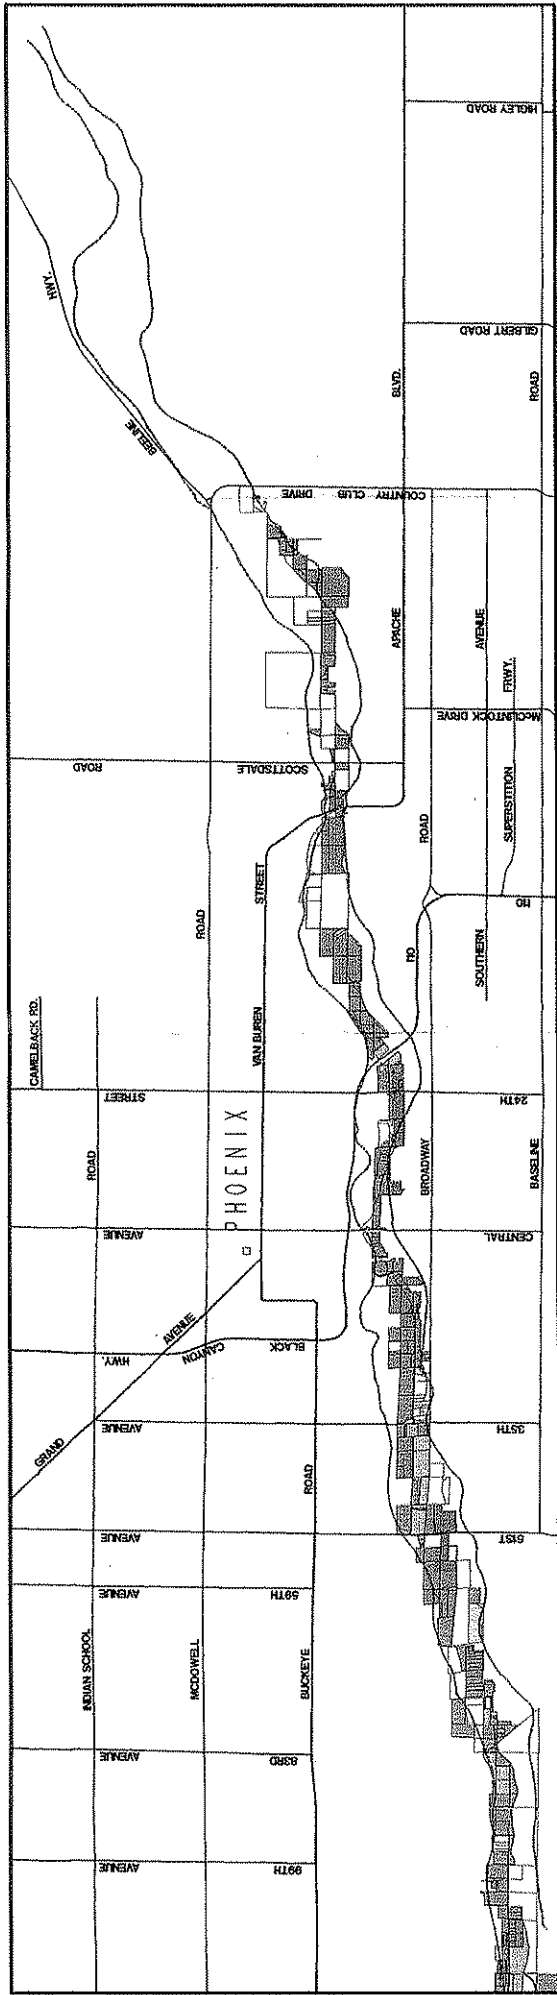 HIGLEY ROAD
HWY.
BEELINE
GILBERT ROAD
BLVD.
ROAD
COUNTRY CLUB
DRIVE
APACHE
AVENUE
FRWY.
McCLINTOCK DRIVE
ROAD
SCOTTSDALE
ROAD
SUPERSTITION
STREET
ROAD
SOUTHERN
CAMELBACK RD.
VAN BUREN
STREET
24TH
ROAD
PHOENIX
BROADWAY
BASELINE
AVENUE
CENTRAL
AVENUE
CANYON
BLACK
HWY.
GRAND
AVENUE
35TH
ROAD
AVENUE
51ST
AVENUE
59TH
INDIAN SCHOOL
MCDOWELL
BUCKEYE
AVENUE
83RD
AVENUE
99TH